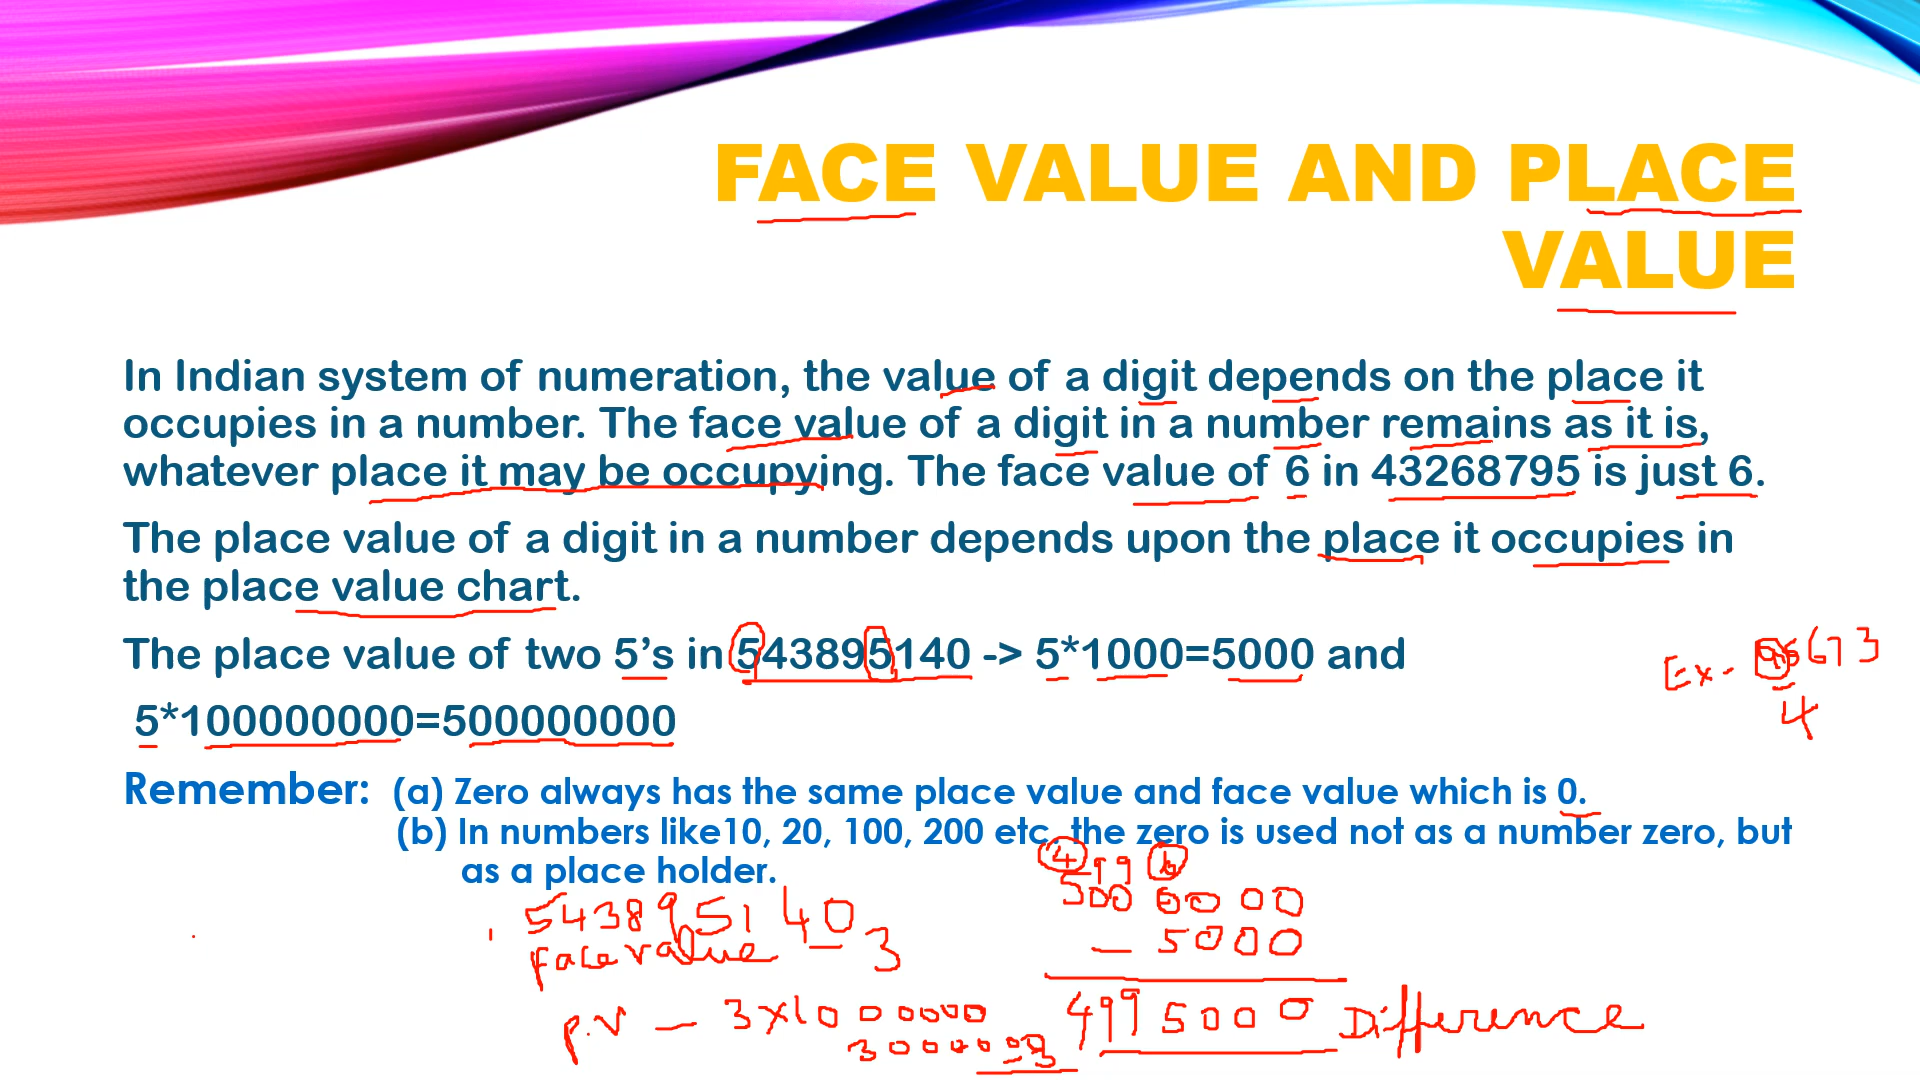 FACE VALUE AND PLACE
VALUE
In Indian system of numeration, the value of a digit depends on the place it
occupies in a number. The face value of a digit in a number remains as it is,
whatever place it may be occupying. The face value of 6 in 43268795 is just 6.
The place value of a digit in a number depends upon the place it occupies in
the place value chart.
The place value of two 5’s in 543895140 -> 5*1000=5000 and
5*100000000=500000000
Ex - 673
4
Remember: (a) Zero always has the same place value and face value which is 0.
(b) In numbers like10, 20, 100, 200 etc. the zero is used not as a number zero, but
as a place holder.
543895140
face value 3
p.v - 3x1000000
3000000
4 99
5000000
- 5000
4995000 Difference